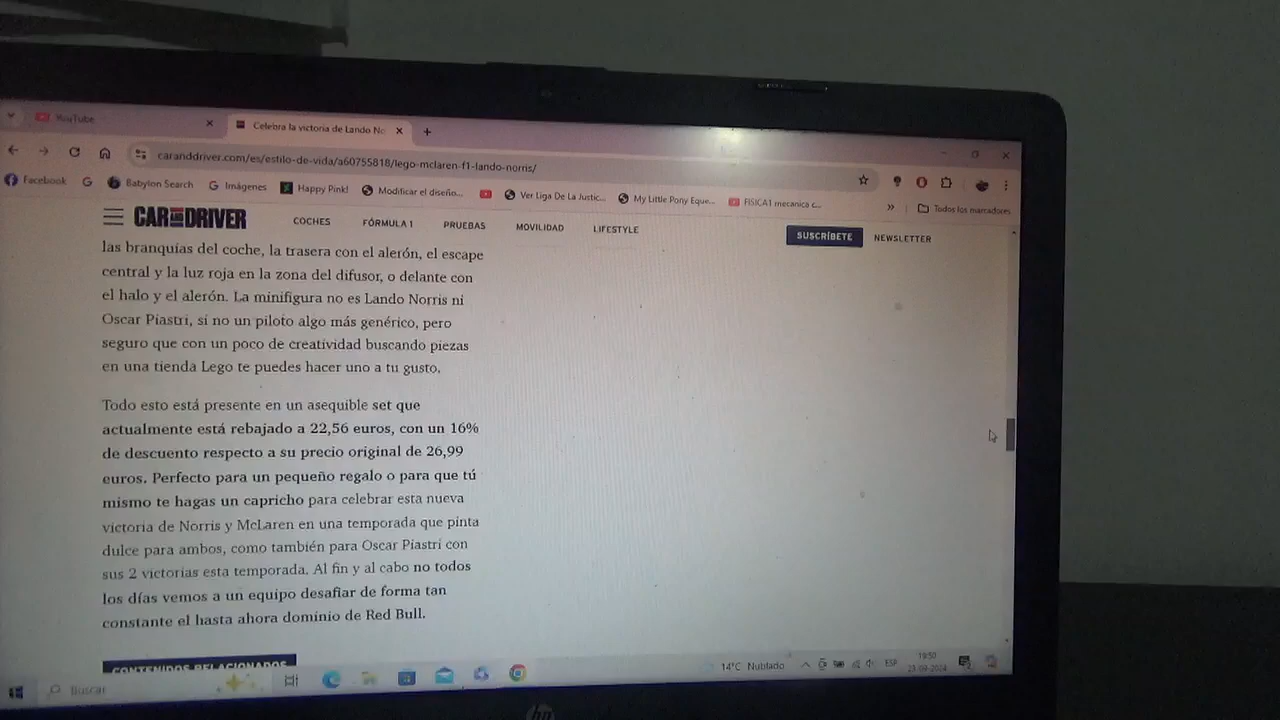 YouTube
Celebra la victoria de Lando No
caranddriver.com/es/estilo-de-vida/a60755818/lego-mclaren-f1-lando-norris/
Facebook
Babylon Search
Imágenes
Happy Pink!
Modificar el diseño...
Ver Liga De La Justic...
My Little Pony Eque...
FISICA1 mecanica c...
»
Todos los marcadores
CAR AND DRIVER
COCHES
FÓRMULA 1
PRUEBAS
MOVILIDAD
LIFESTYLE
SUSCRÍBETE
NEWSLETTER
las branquias del coche, la trasera con el alerón, el escape
central y la luz roja en la zona del difusor, o delante con
el halo y el alerón. La minifigura no es Lando Norris ni
Oscar Piastri, si no un piloto algo más genérico, pero
seguro que con un poco de creatividad buscando piezas
en una tienda Lego te puedes hacer uno a tu gusto.
Todo esto está presente en un asequible set que
actualmente está rebajado a 22,56 euros, con un 16%
de descuento respecto a su precio original de 26,99
euros. Perfecto para un pequeño regalo o para que tú
mismo te hagas un capricho para celebrar esta nueva
victoria de Norris y McLaren en una temporada que pinta
dulce para ambos, como también para Oscar Piastri con
sus 2 victorias esta temporada. Al fin y al cabo no todos
los días vemos a un equipo desafiar de forma tan
constante el hasta ahora dominio de Red Bull.
CONTENIDOS RELACIONADOS
Buscar
14°C Nublado
ESP
18:50
23-09-2024
hp